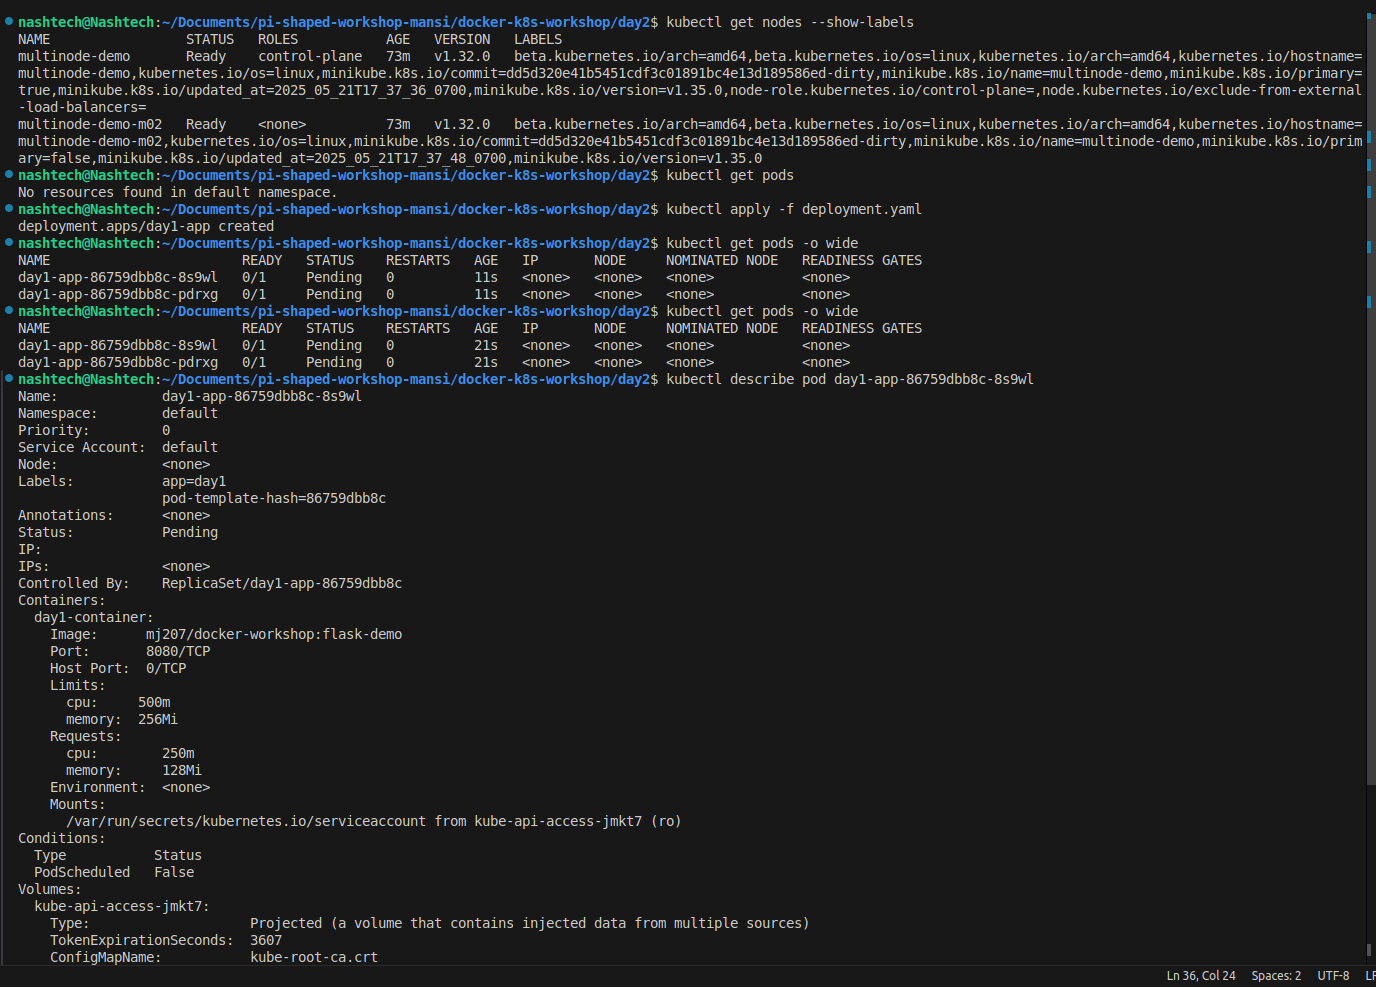 nashtech@Nashtech:~/Documents/pi-shaped-workshop-mansi/docker-k8s-workshop/day2$ kubectl get nodes --show-labels
NAME                 STATUS   ROLES           AGE   VERSION   LABELS
multinode-demo       Ready    control-plane   73m   v1.32.0   beta.kubernetes.io/arch=amd64,beta.kubernetes.io/os=linux,kubernetes.io/arch=amd64,kubernetes.io/hostname=
multinode-demo,kubernetes.io/os=linux,minikube.k8s.io/commit=dd5d320e41b5451cdf3c01891bc4e13d189586ed-dirty,minikube.k8s.io/name=multinode-demo,minikube.k8s.io/primary=
true,minikube.k8s.io/updated_at=2025_05_21T17_37_36_0700,minikube.k8s.io/version=v1.35.0,node-role.kubernetes.io/control-plane=,node.kubernetes.io/exclude-from-external
-load-balancers=
multinode-demo-m02   Ready    <none>          73m   v1.32.0   beta.kubernetes.io/arch=amd64,beta.kubernetes.io/os=linux,kubernetes.io/arch=amd64,kubernetes.io/hostname=
multinode-demo-m02,kubernetes.io/os=linux,minikube.k8s.io/commit=dd5d320e41b5451cdf3c01891bc4e13d189586ed-dirty,minikube.k8s.io/name=multinode-demo,minikube.k8s.io/prim
ary=false,minikube.k8s.io/updated_at=2025_05_21T17_37_48_0700,minikube.k8s.io/version=v1.35.0
nashtech@Nashtech:~/Documents/pi-shaped-workshop-mansi/docker-k8s-workshop/day2$ kubectl get pods
No resources found in default namespace.
nashtech@Nashtech:~/Documents/pi-shaped-workshop-mansi/docker-k8s-workshop/day2$ kubectl apply -f deployment.yaml
deployment.apps/day1-app created
nashtech@Nashtech:~/Documents/pi-shaped-workshop-mansi/docker-k8s-workshop/day2$ kubectl get pods -o wide
NAME                        READY   STATUS    RESTARTS   AGE   IP       NODE     NOMINATED NODE   READINESS GATES
day1-app-86759dbb8c-8s9wl   0/1     Pending   0          11s   <none>   <none>   <none>           <none>
day1-app-86759dbb8c-pdrxg   0/1     Pending   0          11s   <none>   <none>   <none>           <none>
nashtech@Nashtech:~/Documents/pi-shaped-workshop-mansi/docker-k8s-workshop/day2$ kubectl get pods -o wide
NAME                        READY   STATUS    RESTARTS   AGE   IP       NODE     NOMINATED NODE   READINESS GATES
day1-app-86759dbb8c-8s9wl   0/1     Pending   0          21s   <none>   <none>   <none>           <none>
day1-app-86759dbb8c-pdrxg   0/1     Pending   0          21s   <none>   <none>   <none>           <none>
nashtech@Nashtech:~/Documents/pi-shaped-workshop-mansi/docker-k8s-workshop/day2$ kubectl describe pod day1-app-86759dbb8c-8s9wl
Name:             day1-app-86759dbb8c-8s9wl
Namespace:        default
Priority:         0
Service Account:  default
Node:             <none>
Labels:           app=day1
                  pod-template-hash=86759dbb8c
Annotations:      <none>
Status:           Pending
IP:
IPs:              <none>
Controlled By:    ReplicaSet/day1-app-86759dbb8c
Containers:
  day1-container:
    Image:      mj207/docker-workshop:flask-demo
    Port:       8080/TCP
    Host Port:  0/TCP
    Limits:
      cpu:     500m
      memory:  256Mi
    Requests:
      cpu:        250m
      memory:     128Mi
    Environment:  <none>
    Mounts:
      /var/run/secrets/kubernetes.io/serviceaccount from kube-api-access-jmkt7 (ro)
Conditions:
  Type           Status
  PodScheduled   False
Volumes:
  kube-api-access-jmkt7:
    Type:                    Projected (a volume that contains injected data from multiple sources)
    TokenExpirationSeconds:  3607
    ConfigMapName:           kube-root-ca.crt
Ln 36, Col 24    Spaces: 2    UTF-8    LF